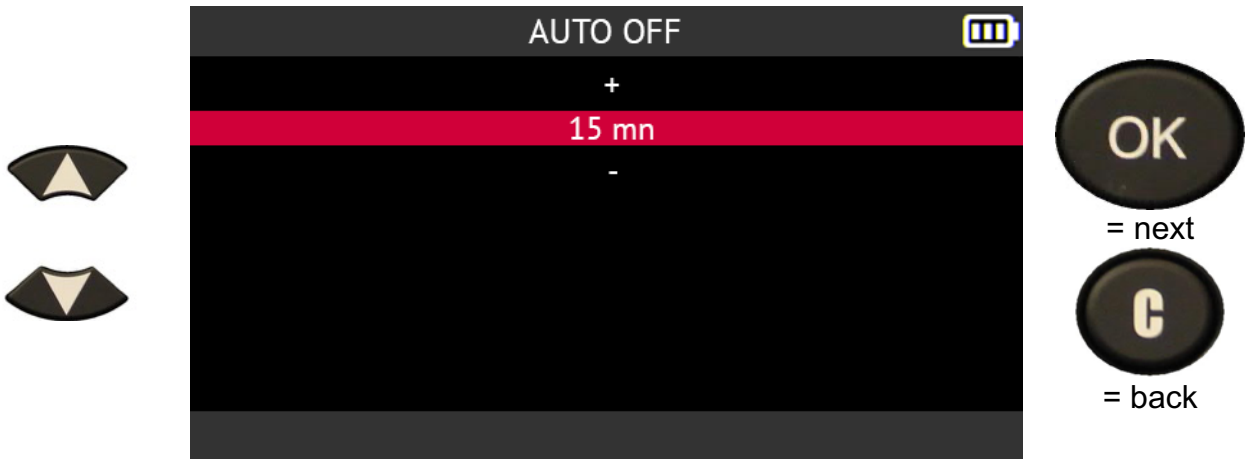 AUTO OFF
+
15 mn
-
OK
= next
C
= back